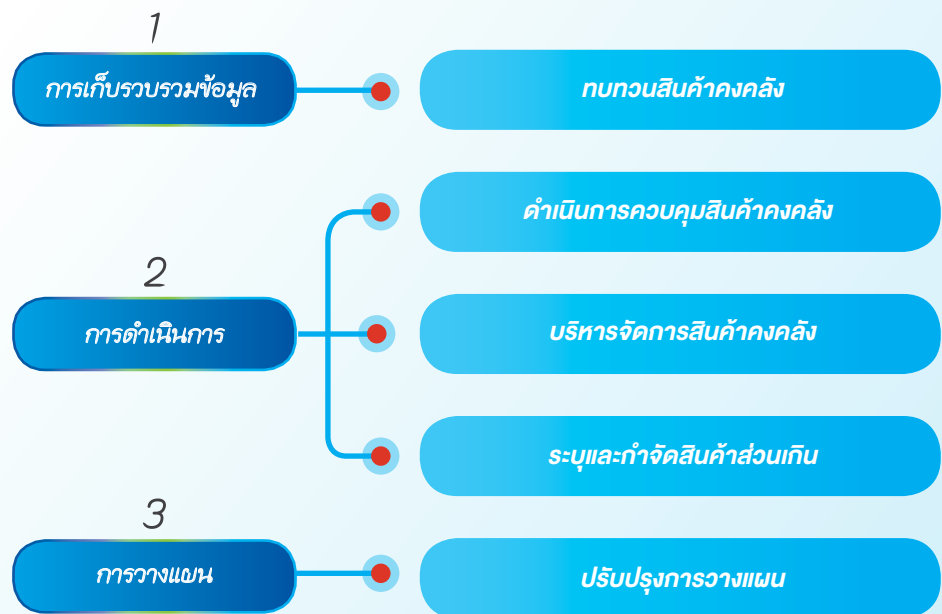 1
การเก็บรวบรวมข้อมูล
ทบทวนสินค้าคงคลัง
ดำเนินการควบคุมสินค้าคงคลัง
2
การดำเนินการ
บริหารจัดการสินค้าคงคลัง
ระบุและกำจัดสินค้าส่วนเกิน
3
การวางแผน
ปรับปรุงการวางแผน